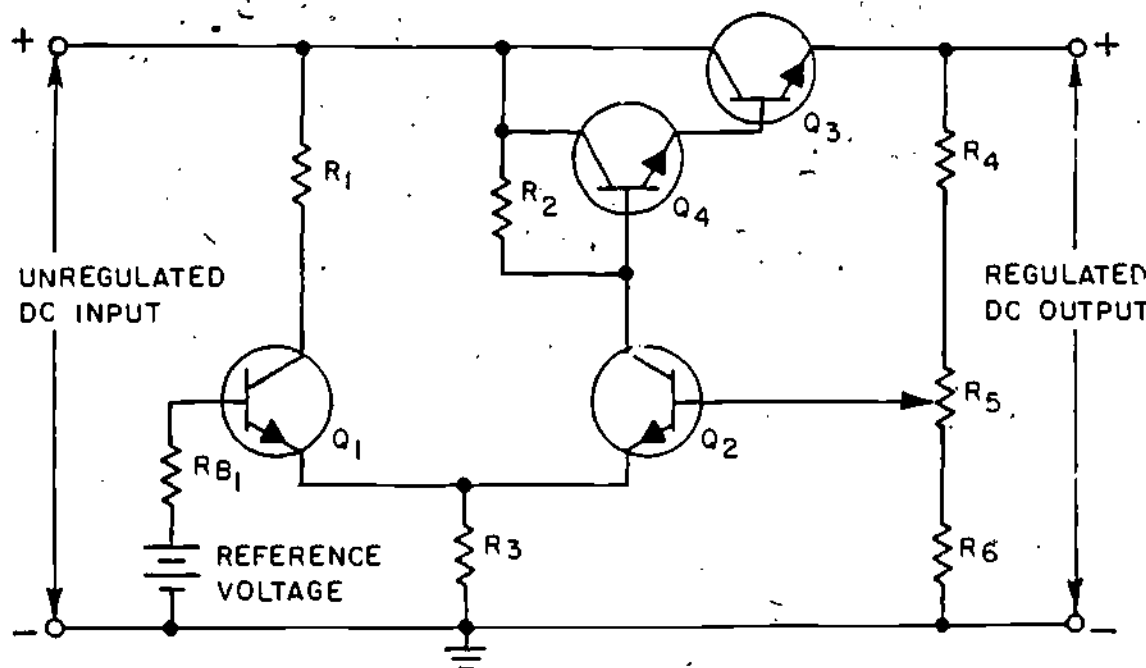 +
+
Q3
R1
R2
Q4
R4
UNREGULATED
DC INPUT
REGULATED
DC OUTPUT
R5
Q1
Q2
RB1
REFERENCE
VOLTAGE
R3
R6
-
-